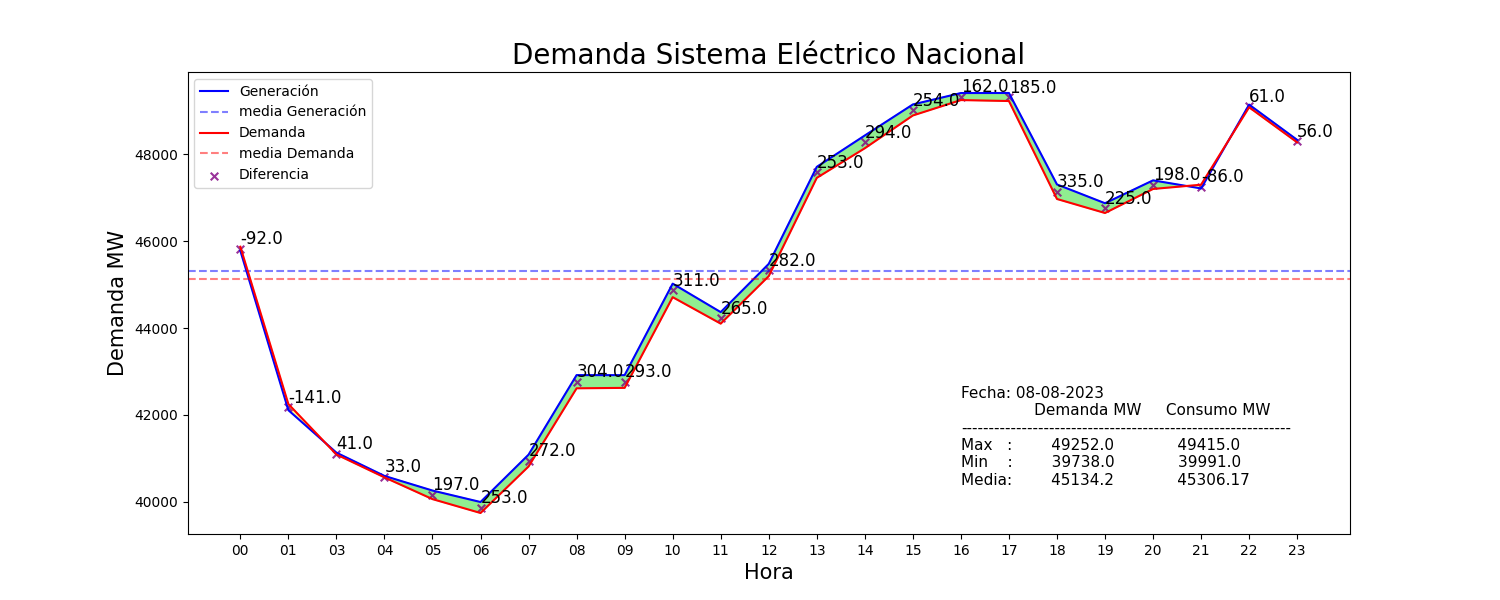 Demanda Sistema Eléctrico Nacional
Generación
media Generación
Demanda
media Demanda
Diferencia
Demanda MW
48000
46000
44000
42000
40000
-92.0
-141.0
41.0
33.0
197.0
253.0
272.0
304.0
293.0
311.0
265.0
282.0
253.0
294.0
254.0
162.0
185.0
335.0
225.0
198.0
-86.0
61.0
56.0
Fecha: 08-08-2023
Demanda MW Consumo MW
------------------------------------------------------------
Max : 49252.0 49415.0
Min : 39738.0 39991.0
Media: 45134.2 45306.17
00 01 03 04 05 06 07 08 09 10 11 12 13 14 15 16 17 18 19 20 21 22 23
Hora